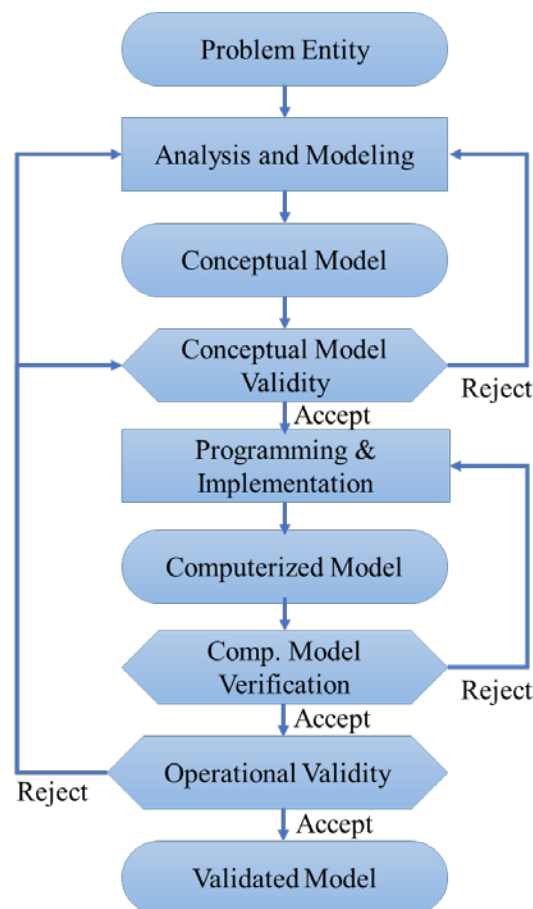 Problem Entity
Analysis and Modeling
Conceptual Model
Conceptual Model
Validity
Reject
Accept
Programming &
Implementation
Computerized Model
Comp. Model
Verification
Reject
Accept
Operational Validity
Reject
Accept
Validated Model